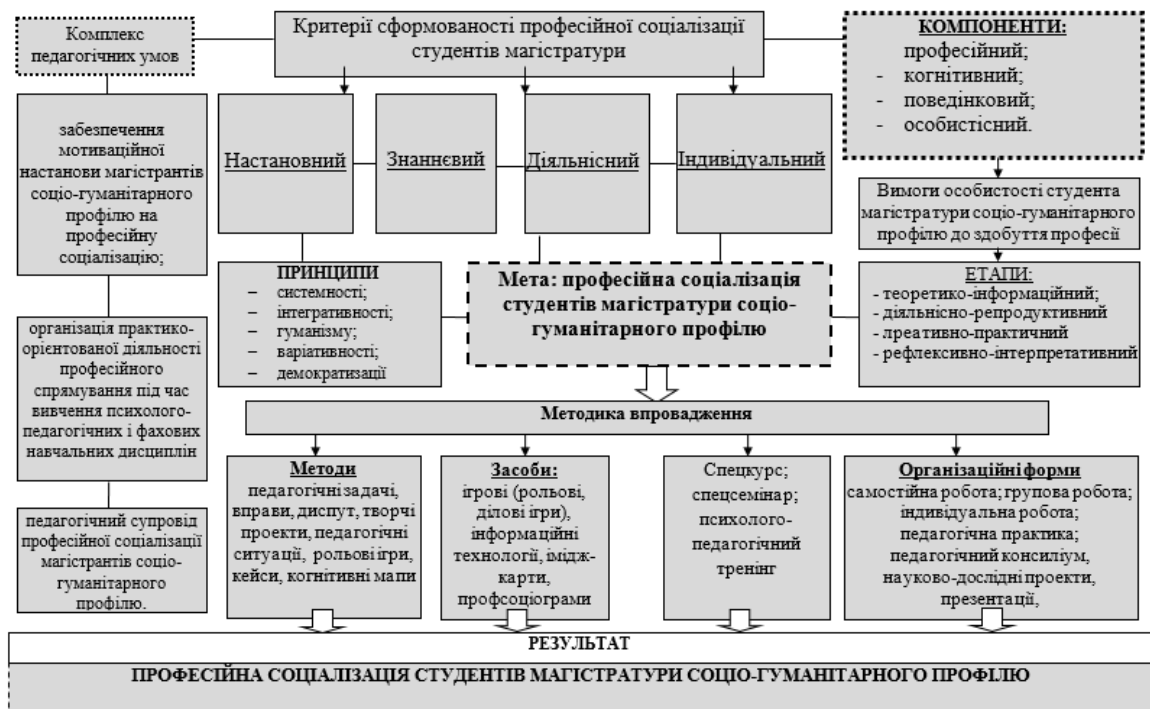 Комплекс
педагогічних умов
Критерії сформованості професійної соціалізації
студентів магістратури
КОМПОНЕНТИ:
професійний;
- когнітивний;
- поведінковий;
- особистісний.
забезпечення
мотиваційної
настанови магістрантів
соціо-гуманітарного
профілю на
професійну
соціалізацію;
Настановний
Знаннєвий
Діяльнісний
Індивідуальний
Вимоги особистості студента
магістратури соціо-гуманітарного
профілю до здобуття професії
ПРИНЦИПИ
– системності;
– інтегративності;
– гуманізму;
– варіативності;
– демократизації
Мета: професійна соціалізація
студентів магістратури соціо-
гуманітарного профілю
ЕТАПИ:
- теоретико-інформаційний;
- діяльнісно-репродуктивний
- лреативно-практичний
- рефлексивно-інтерпретативний
організація практико-
орієнтованої діяльності
професійного
спрямування під час
вивчення психолого-
педагогічних і фахових
навчальних дисциплін
Методика впровадження
Методи
педагогічні задачі,
вправи, диспут, творчі
проекти, педагогічні
ситуації, рольові ігри,
кейси, когнітивні мапи
Засоби:
ігрові (рольові,
ділові ігри),
інформаційні
технології, імідж-
карти,
профсоціограми
Спецкурс;
спецсемінар;
психолого-
педагогічний
тренінг
Організаційні форми
самостійна робота; групова робота;
індивідуальна робота;
педагогічна практика;
педагогічний консиліум,
науково-дослідні проекти,
презентації,
педагогічний супровід
професійної соціалізації
магістрантів соціо-
гуманітарного
профілю.
РЕЗУЛЬТАТ
ПРОФЕСІЙНА СОЦІАЛІЗАЦІЯ СТУДЕНТІВ МАГІСТРАТУРИ СОЦІО-ГУМАНІТАРНОГО ПРОФІЛЮ